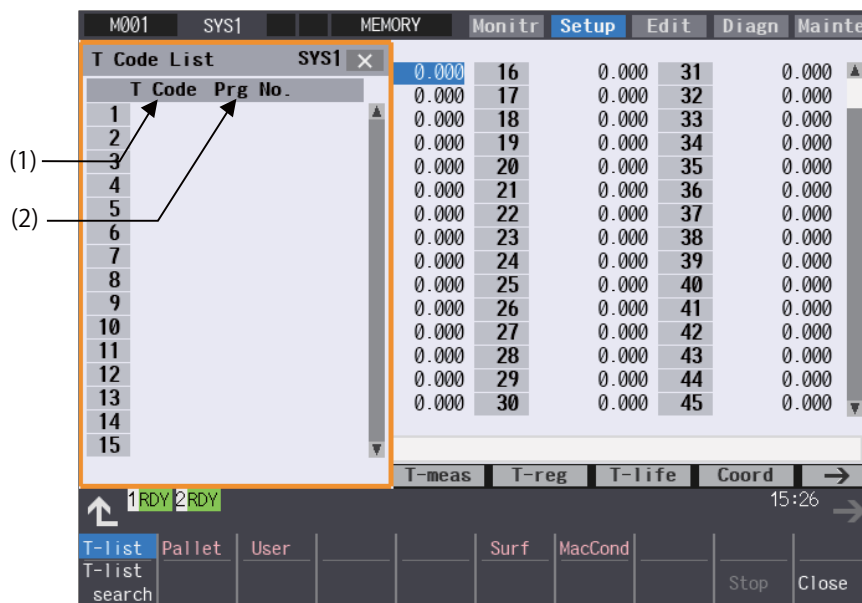 M001 SYS1 MEMORY Monitr Setup Edit Diagn Mainte
T Code List SYS1 ×
T Code Prg No.
(1)
(2)
1
2
3
4
5
6
7
8
9
10
11
12
13
14
15
0.000 16 0.000 31 0.000
0.000 17 0.000 32 0.000
0.000 18 0.000 33 0.000
0.000 19 0.000 34 0.000
0.000 20 0.000 35 0.000
0.000 21 0.000 36 0.000
0.000 22 0.000 37 0.000
0.000 23 0.000 38 0.000
0.000 24 0.000 39 0.000
0.000 25 0.000 40 0.000
0.000 26 0.000 41 0.000
0.000 27 0.000 42 0.000
0.000 28 0.000 43 0.000
0.000 29 0.000 44 0.000
0.000 30 0.000 45 0.000
T-meas T-reg T-life Coord →
1 RDY 2 RDY 15:26
T-list Pallet User Surf MacCond
T-list search Stop Close